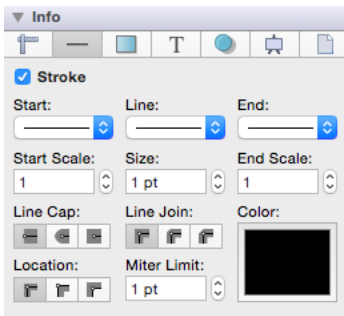 Info
T
Stroke
Start: Line: End:
Start Scale: Size: End Scale:
1 1 pt 1
Line Cap: Line Join: Color:
Location: Miter Limit:
1 pt